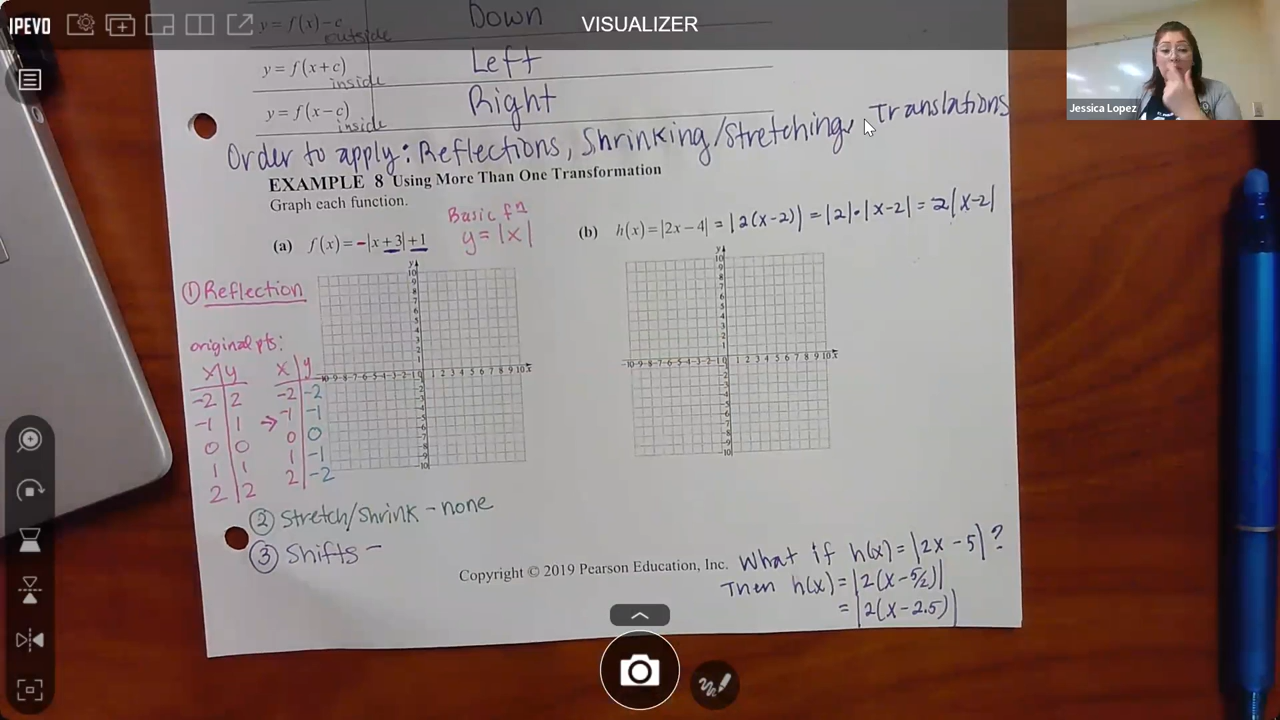 IPEVO
VISUALIZER
Jessica Lopez
y = f(x) – c
outside
Down
y = f(x + c)
inside
Left
y = f(x – c)
inside
Right
Order to apply: Reflections, Shrinking/Stretching, Translations
EXAMPLE 8 Using More Than One Transformation
Graph each function.
Basic fn
y = |x|
(a) f(x) = –|x + 3| + 1
(b) h(x) = |2x – 4| = |2(x-2)| = |2|·|x-2| = 2|x-2|
① Reflection
original pts:
x | y x | y
-2 | 2 -2 | -2
-1 | 1 → -1 | -1
0 | 0 0 | 0
1 | 1 1 | -1
2 | 2 2 | -2
② Stretch/Shrink - none
③ Shifts -
Copyright © 2019 Pearson Education, Inc.
What if h(x) = |2x - 5| ?
Then h(x) = |2(x - 5/2)|
= |2(x - 2.5)|